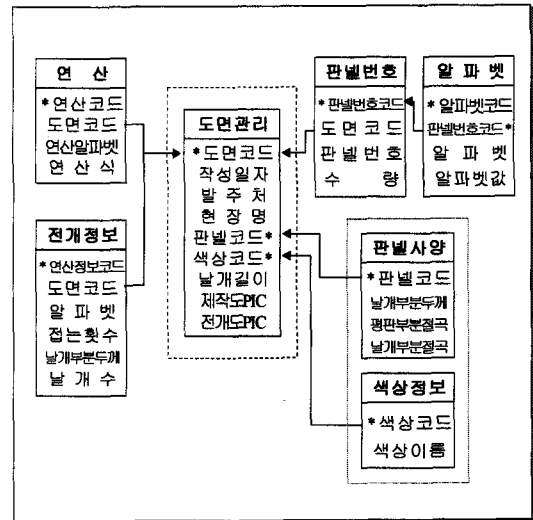 연 산
*연산코드
도면코드
연산알파벳
연 산 식
전개정보
*연산정보코드
도면코드
알 파 벳
접는횟수
날개부분두께
날 개 수
도면관리
*도면코드
작성일자
발 주 처
현 장 명
판넬코드*
색상코드*
날개길이
제작도PIC
전개도PIC
판넬번호
*판넬번호코드
도면코드
판넬번호
수 량
알 파 벳
*알파벳코드
판넬번호코드*
알 파 벳
알파벳값
판넬사양
*판넬코드
날개부분두께
평판부분절곡
날개부분절곡
색상정보
*색상코드
색상이름